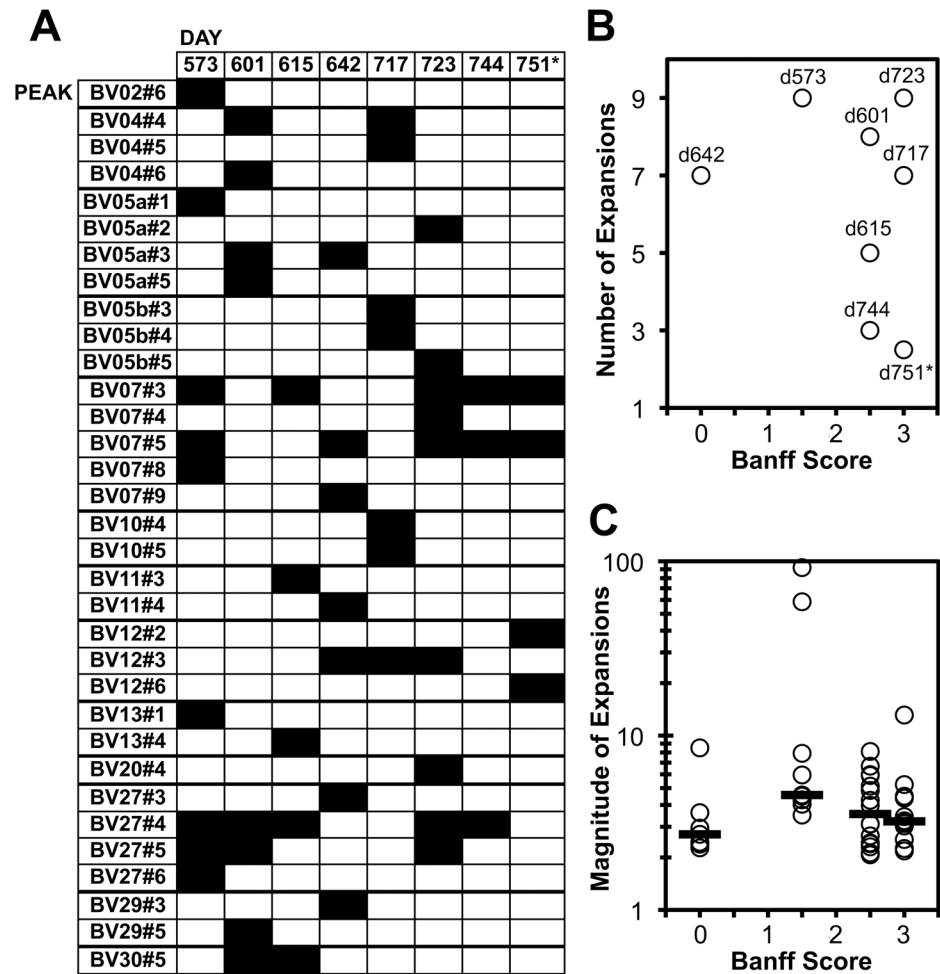 A
DAY
573 601 615 642 717 723 744 751*
PEAK BV02#6
BV04#4
BV04#5
BV04#6
BV05a#1
BV05a#2
BV05a#3
BV05a#5
BV05b#3
BV05b#4
BV05b#5
BV07#3
BV07#4
BV07#5
BV07#8
BV07#9
BV10#4
BV10#5
BV11#3
BV11#4
BV12#2
BV12#3
BV12#6
BV13#1
BV13#4
BV20#4
BV27#3
BV27#4
BV27#5
BV27#6
BV29#3
BV29#5
BV30#5
B
Number of Expansions
9
7
5
3
1
d573 d723
d601
d642 d717
d615
d744
d751*
0 1 2 3
Banff Score
C
Magnitude of Expansions
100
10
1
0 1 2 3
Banff Score